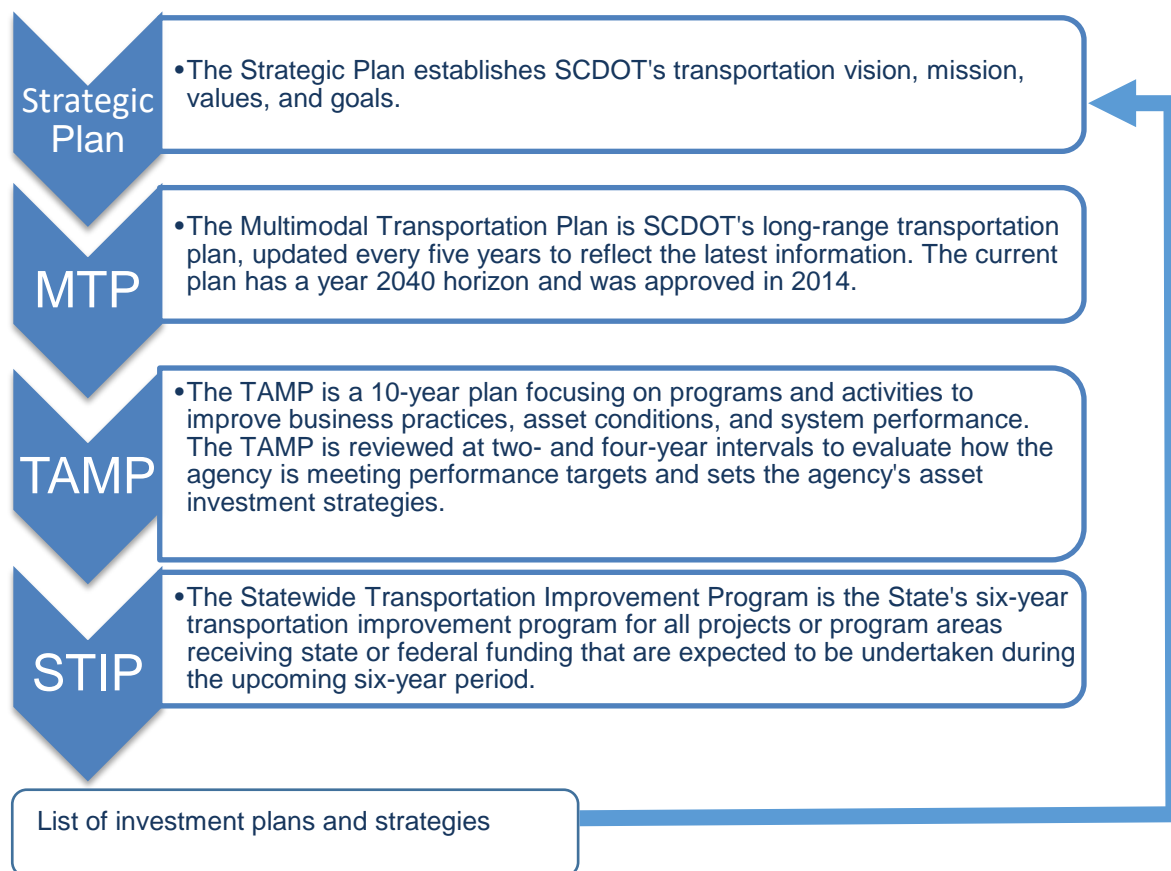 Strategic
Plan
•The Strategic Plan establishes SCDOT's transportation vision, mission,
values, and goals.
MTP
•The Multimodal Transportation Plan is SCDOT's long-range transportation
plan, updated every five years to reflect the latest information. The current
plan has a year 2040 horizon and was approved in 2014.
TAMP
•The TAMP is a 10-year plan focusing on programs and activities to
improve business practices, asset conditions, and system performance.
The TAMP is reviewed at two- and four-year intervals to evaluate how the
agency is meeting performance targets and sets the agency's asset
investment strategies.
STIP
•The Statewide Transportation Improvement Program is the State's six-year
transportation improvement program for all projects or program areas
receiving state or federal funding that are expected to be undertaken during
the upcoming six-year period.
List of investment plans and strategies